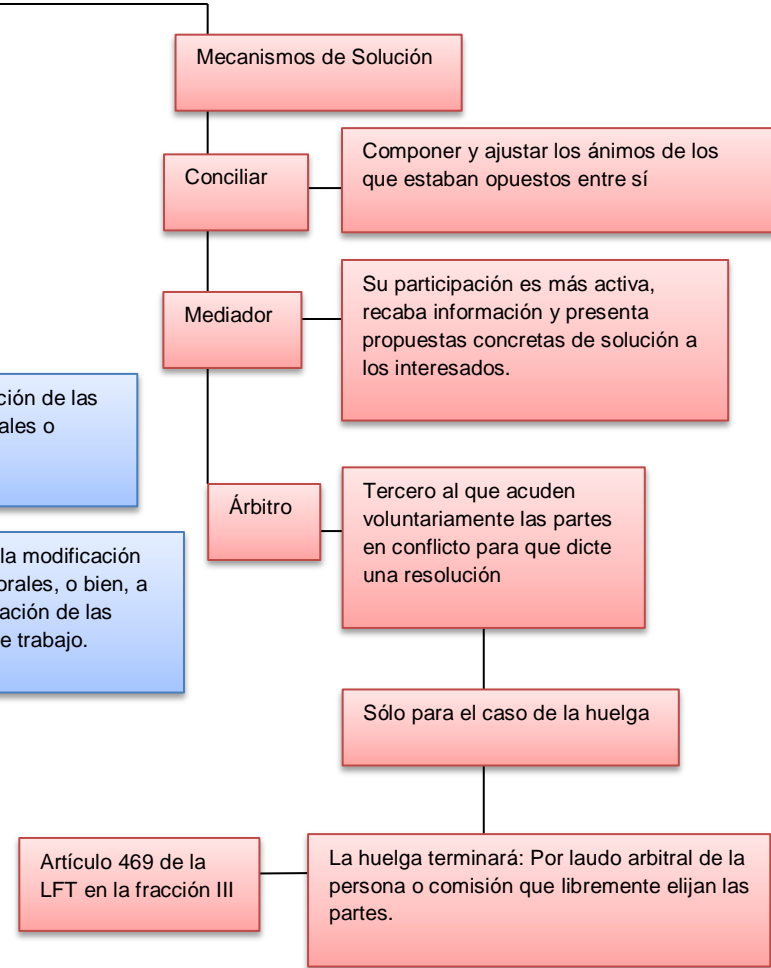 Mecanismos de Solución
Conciliar
Componer y ajustar los ánimos de los
que estaban opuestos entre sí
Mediador
Su participación es más activa,
recaba información y presenta
propuestas concretas de solución a
los interesados.
ción de las
ales o
Árbitro
Tercero al que acuden
voluntariamente las partes
en conflicto para que dicte
una resolución
la modificación
orales, o bien, a
ación de las
e trabajo.
Sólo para el caso de la huelga
Artículo 469 de la
LFT en la fracción III
La huelga terminará: Por laudo arbitral de la
persona o comisión que libremente elijan las
partes.